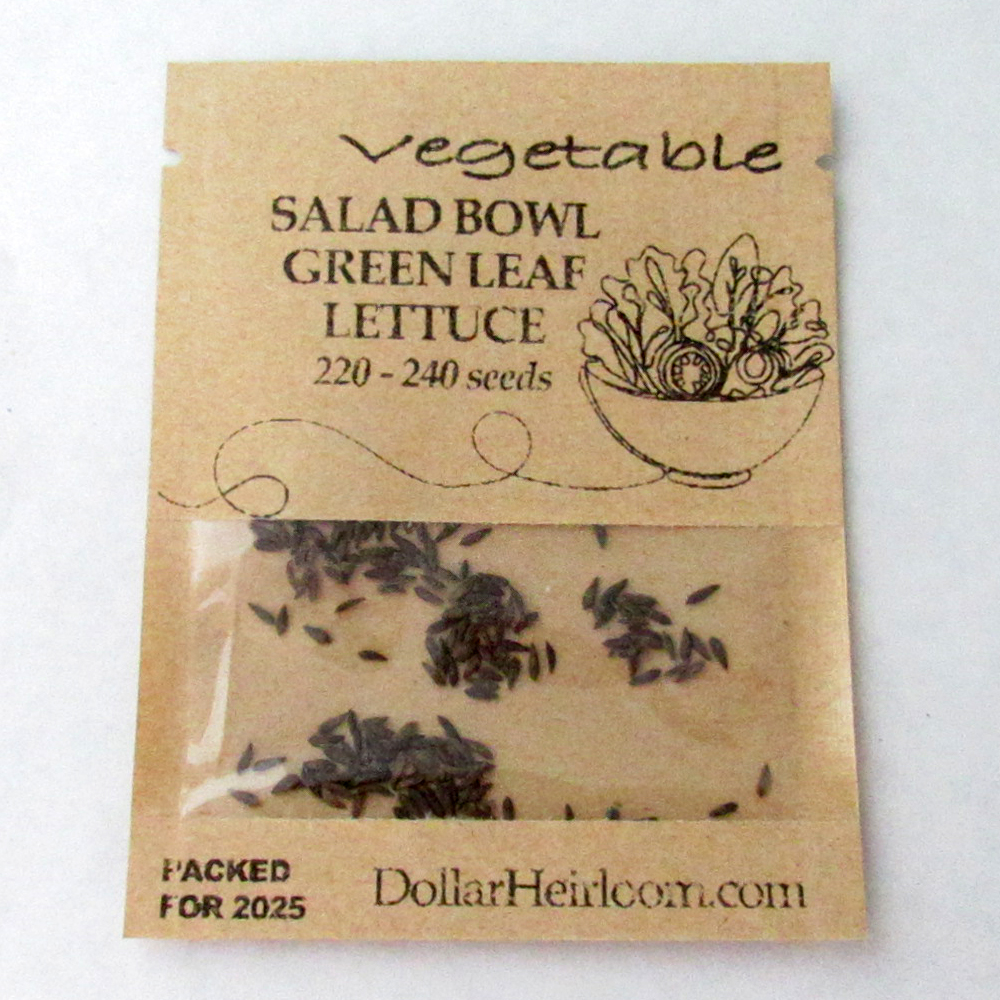 Vegetable
SALAD BOWL
GREEN LEAF
LETTUCE
220 - 240 seeds
PACKED
FOR 2025
DollarHeirloom.com